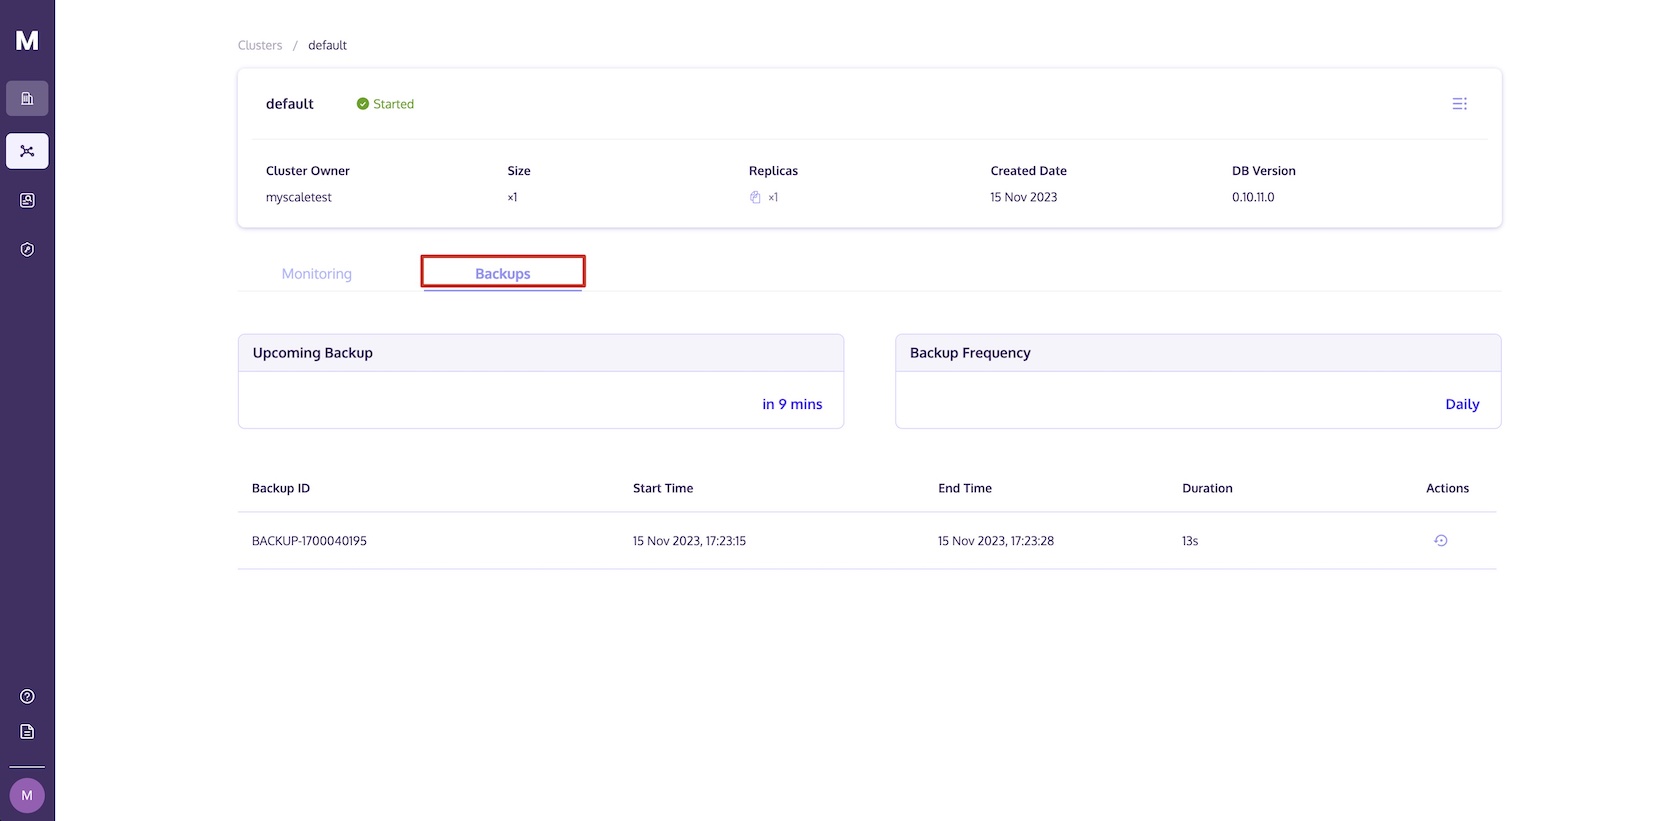 M
Clusters / default
default Started
Cluster Owner Size Replicas Created Date DB Version
myscaletest ×1 ×1 15 Nov 2023 0.10.11.0
Monitoring Backups
Upcoming Backup Backup Frequency
in 9 mins Daily
Backup ID Start Time End Time Duration Actions
BACKUP-1700040195 15 Nov 2023, 17:23:15 15 Nov 2023, 17:23:28 13s
M